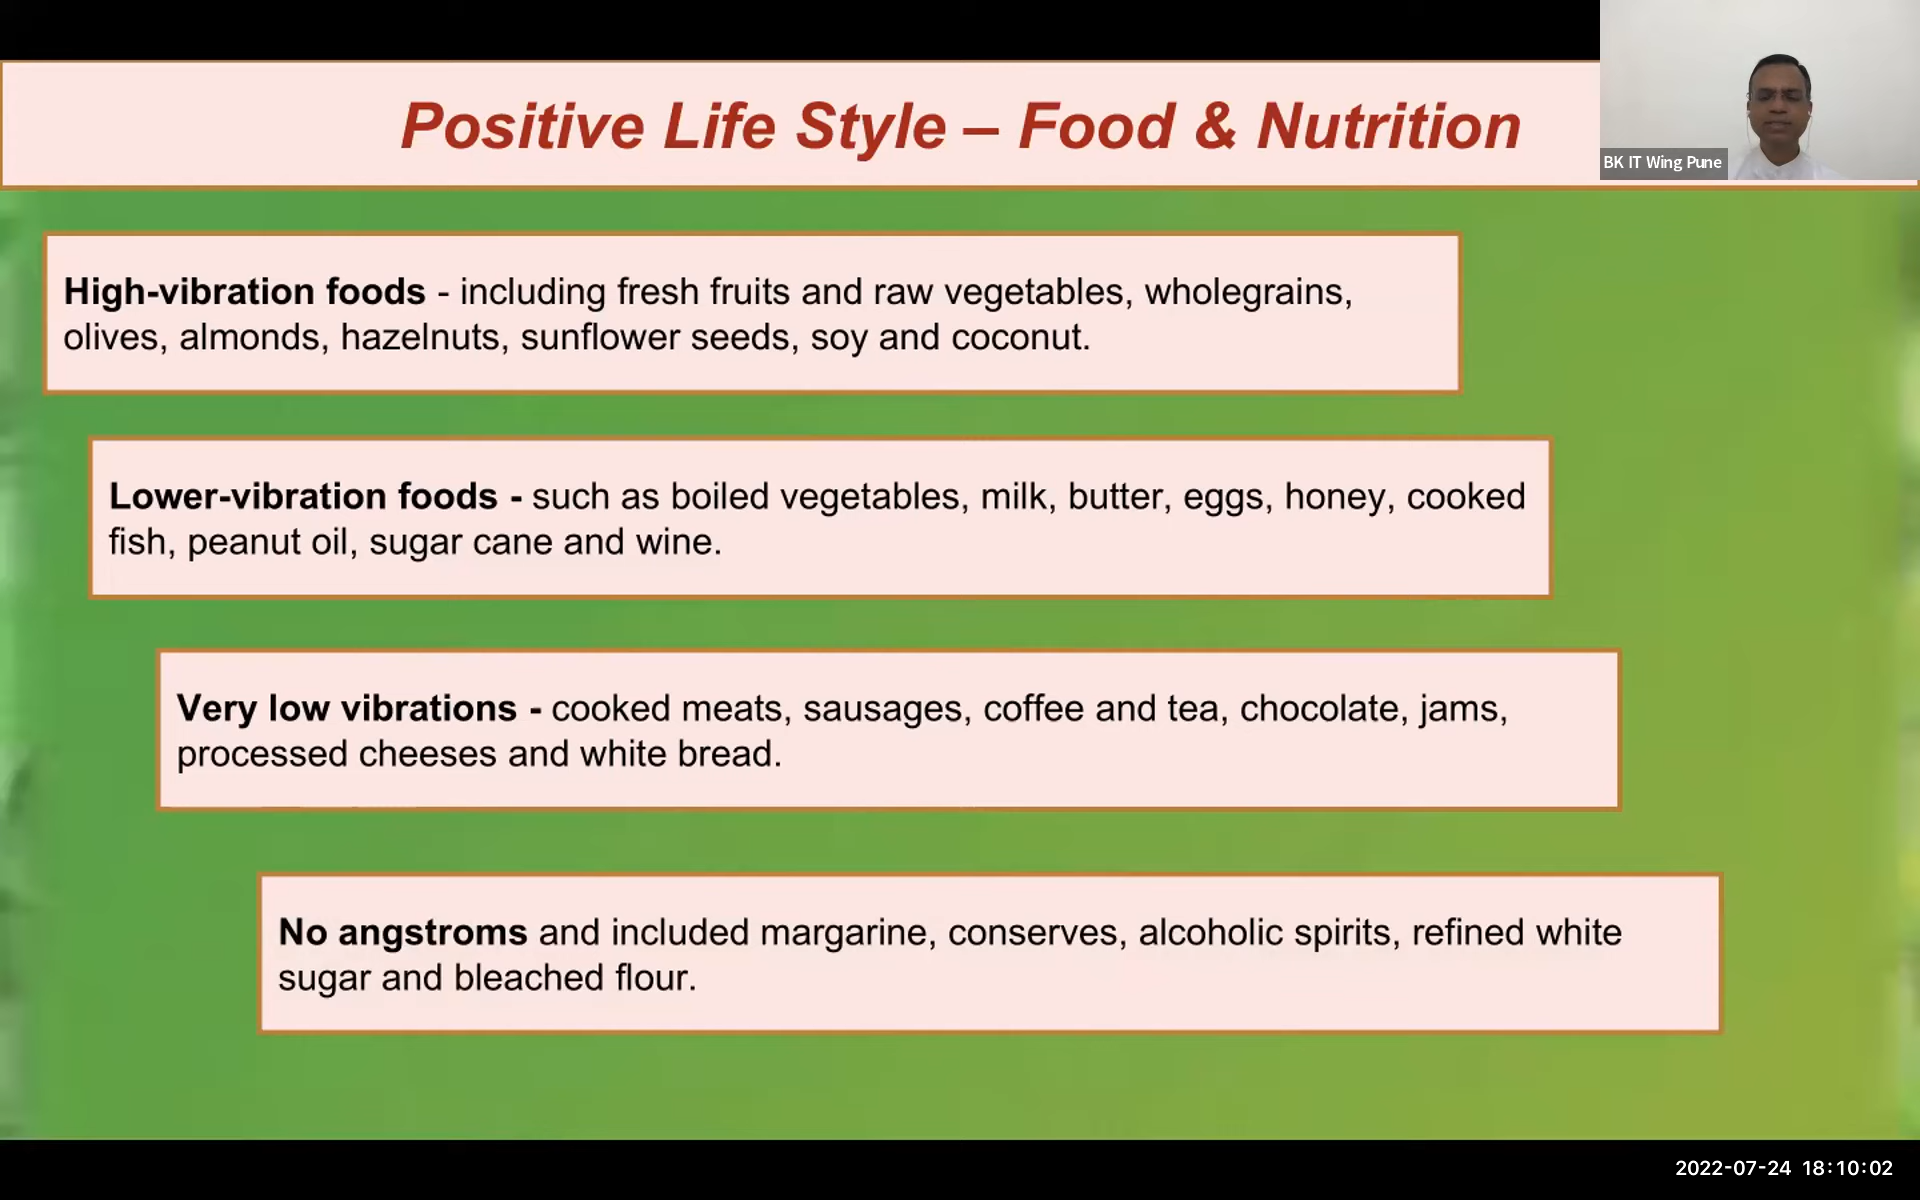 Positive Life Style – Food & Nutrition
BK IT Wing Pune
High-vibration foods - including fresh fruits and raw vegetables, wholegrains,
olives, almonds, hazelnuts, sunflower seeds, soy and coconut.
Lower-vibration foods - such as boiled vegetables, milk, butter, eggs, honey, cooked
fish, peanut oil, sugar cane and wine.
Very low vibrations - cooked meats, sausages, coffee and tea, chocolate, jams,
processed cheeses and white bread.
No angstroms and included margarine, conserves, alcoholic spirits, refined white
sugar and bleached flour.
2022-07-24 18:10:02